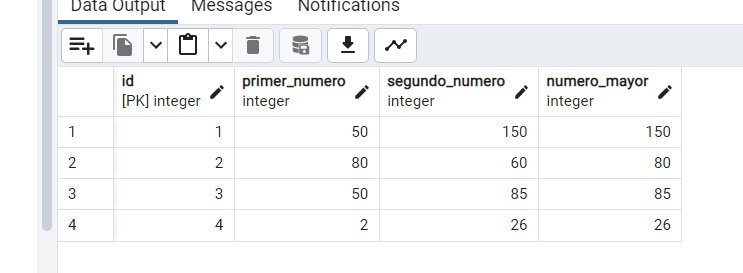 Data Output Messages Notifications
id primer_numero segundo_numero numero_mayor
[PK] integer integer integer integer
1 1 50 150 150
2 2 80 60 80
3 3 50 85 85
4 4 2 26 26